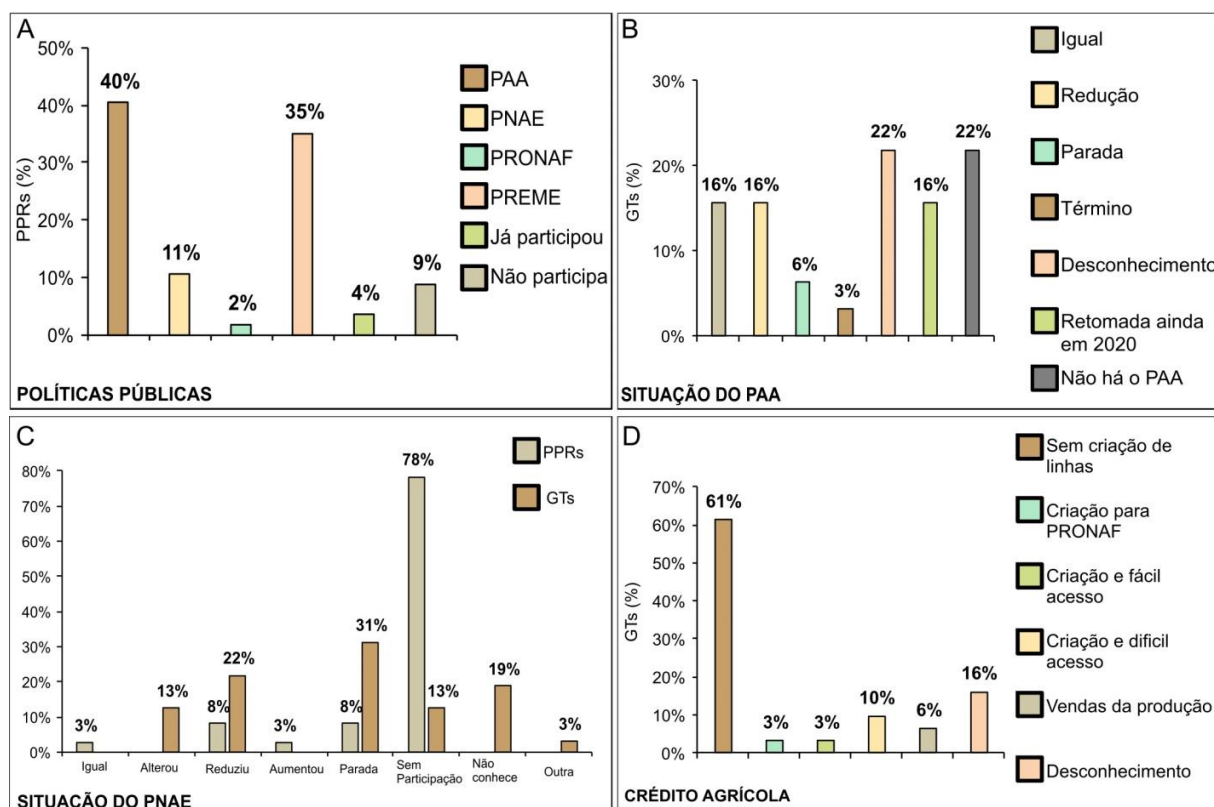 A
50%
40%
30%
20%
10%
0%
PPRs (%)
40%
11%
2%
35%
4%
9%
PAA
PNAE
PRONAF
PREME
Já participou
Não participa
POLÍTICAS PÚBLICAS
B
30%
20%
10%
0%
GTs (%)
16%
16%
6%
3%
22%
16%
22%
Igual
Redução
Parada
Término
Desconhecimento
Retomada ainda
em 2020
Não há o PAA
SITUAÇÃO DO PAA
C
PPRs
GTs
80%
70%
60%
50%
40%
30%
20%
10%
0%
3%
13%
8%
22%
3%
8%
31%
78%
13%
19%
3%
Igual
Alterou
Reduziu
Aumentou
Parada
Sem
Participação
Não
conhece
Outra
SITUAÇÃO DO PNAE
D
70%
60%
50%
40%
30%
20%
10%
0%
GTs (%)
61%
3%
3%
10%
6%
16%
Sem criação de
linhas
Criação para
PRONAF
Criação e fácil
acesso
Criação e dificil
acesso
Vendas da produção
Desconhecimento
CRÉDITO AGRÍCOLA